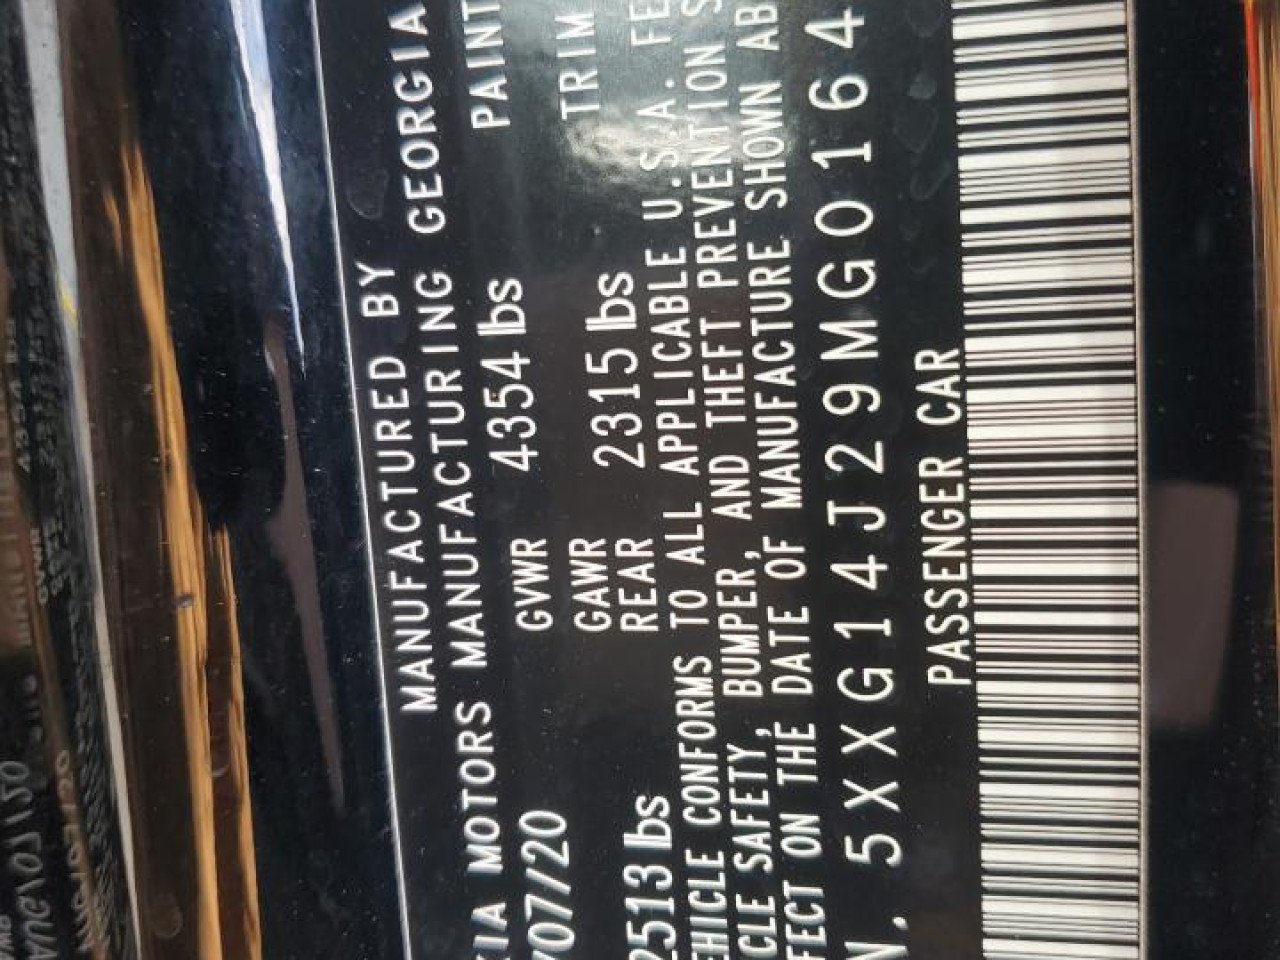 MANUFACTURED BY
KIA MOTORS MANUFACTURING GEORGIA
07/20 GVWR 4354 lbs PAINT
2513 lbs GAWR REAR 2315 lbs TRIM
EHICLE CONFORMS TO ALL APPLICABLE U.S.A. FE
CLE SAFETY, BUMPER, AND THEFT PREVENTION S
FECT ON THE DATE OF MANUFACTURE SHOWN AB
N. 5XXG14J29MG0164
PASSENGER CAR